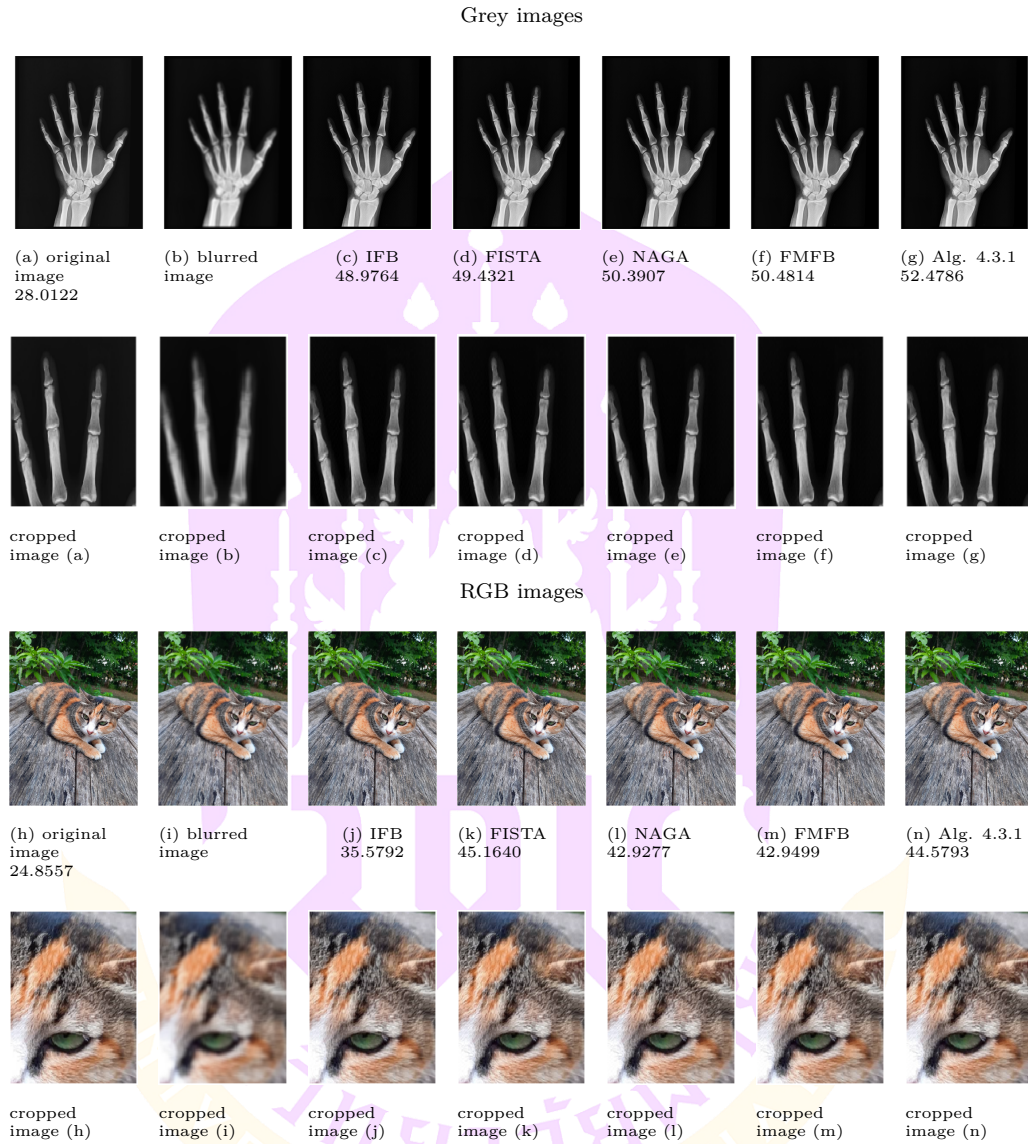 Grey images
(a) original
image
28.0122
(b) blurred
image
(c) IFB
48.9764
(d) FISTA
49.4321
(e) NAGA
50.3907
(f) FMFB
50.4814
(g) Alg. 4.3.1
52.4786
cropped
image (a)
cropped
image (b)
cropped
image (c)
cropped
image (d)
cropped
image (e)
cropped
image (f)
cropped
image (g)
RGB images
(h) original
image
24.8557
(i) blurred
image
(j) IFB
35.5792
(k) FISTA
45.1640
(l) NAGA
42.9277
(m) FMFB
42.9499
(n) Alg. 4.3.1
44.5793
cropped
image (h)
cropped
image (i)
cropped
image (j)
cropped
image (k)
cropped
image (l)
cropped
image (m)
cropped
image (n)